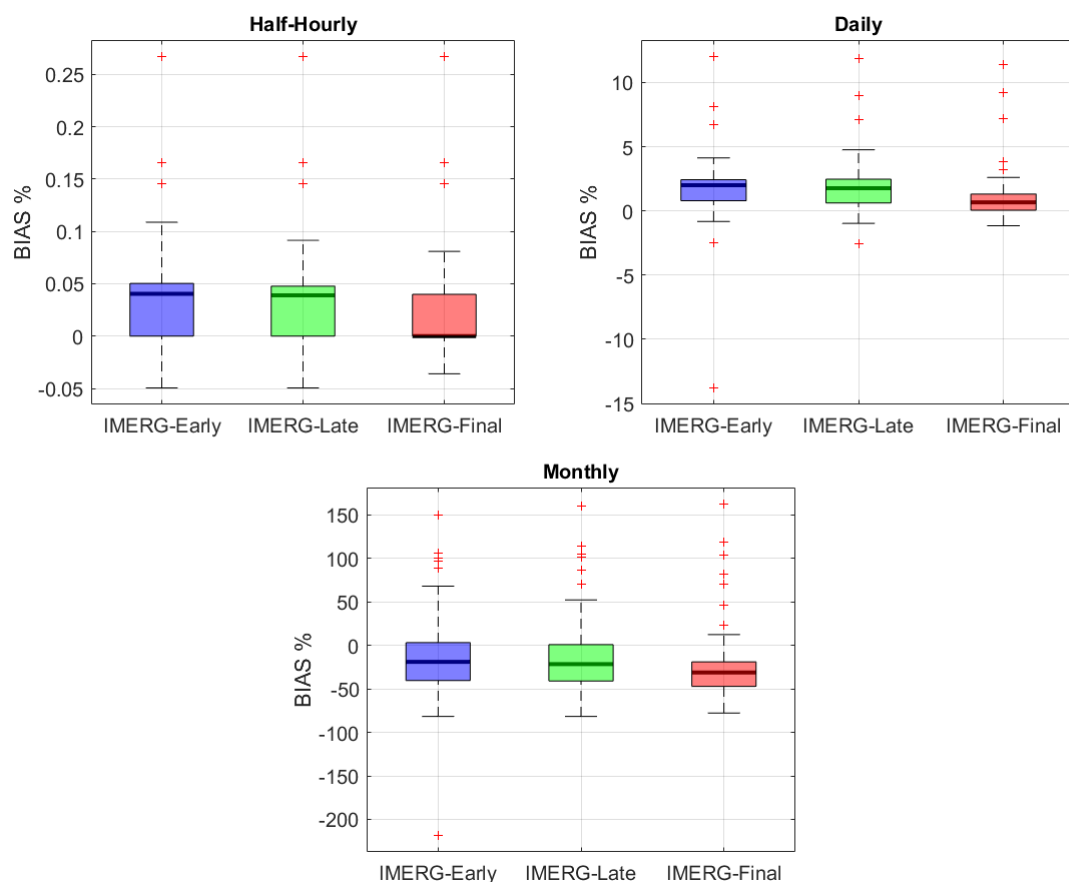 Half-Hourly
BIAS %
0.25
0.2
0.15
0.1
0.05
0
-0.05
IMERG-Early IMERG-Late IMERG-Final
Daily
BIAS %
10
5
0
-5
-10
-15
IMERG-Early IMERG-Late IMERG-Final
Monthly
BIAS %
150
100
50
0
-50
-100
-150
-200
IMERG-Early IMERG-Late IMERG-Final